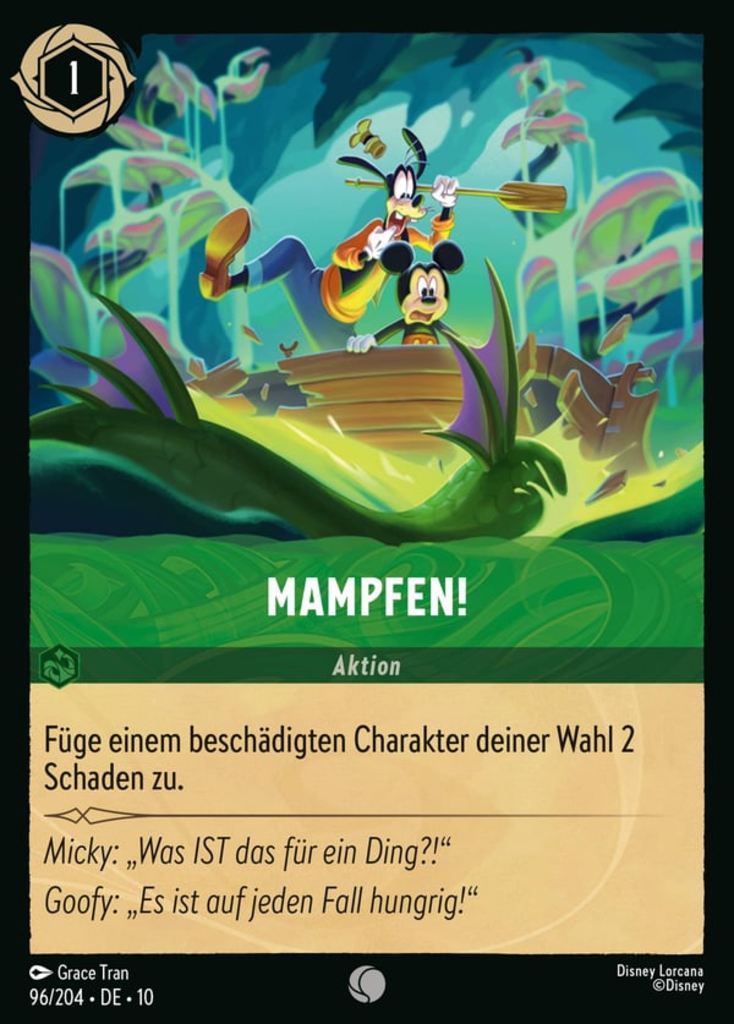 1
MAMPFEN!
Aktion
Füge einem beschädigten Charakter deiner Wahl 2
Schaden zu.
Micky: „Was IST das für ein Ding?!“
Goofy: „Es ist auf jeden Fall hungrig!“
Grace Tran
96/204 • DE • 10
Disney Lorcana
©Disney